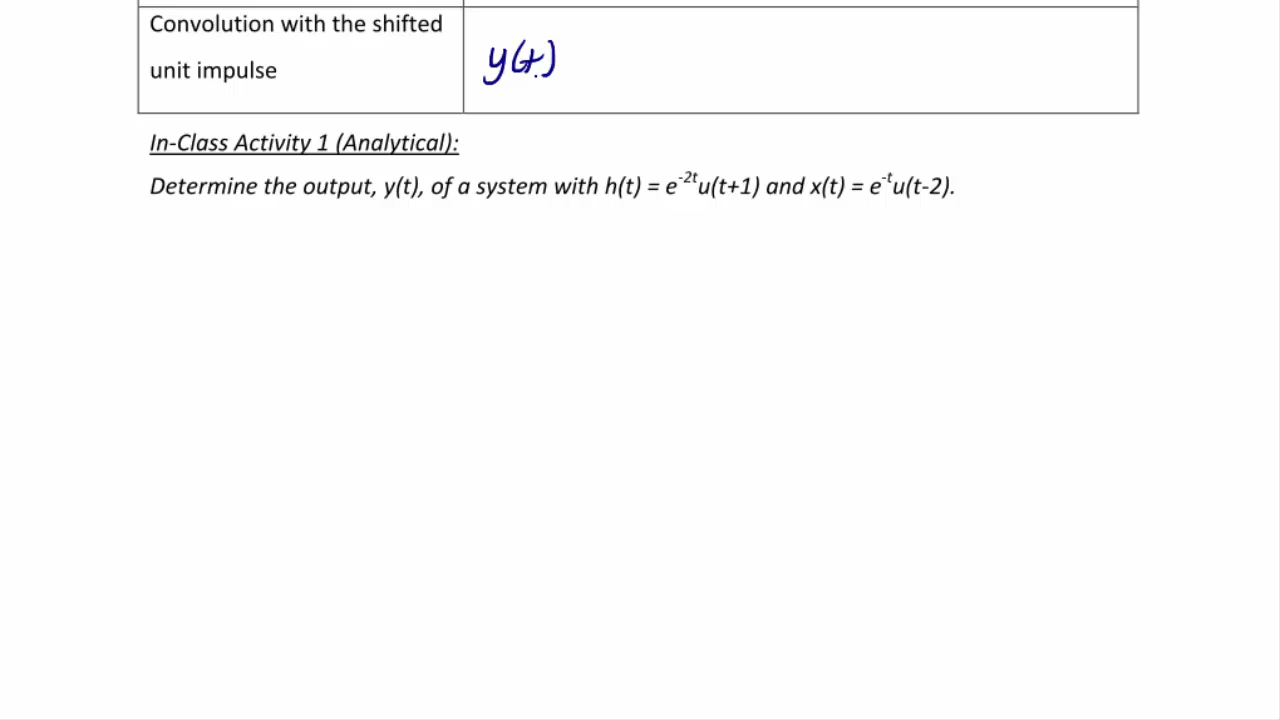 Convolution with the shifted
unit impulse
y(t)
In-Class Activity 1 (Analytical):
Determine the output, y(t), of a system with h(t) = e^-2t u(t+1) and x(t) = e^-t u(t-2).